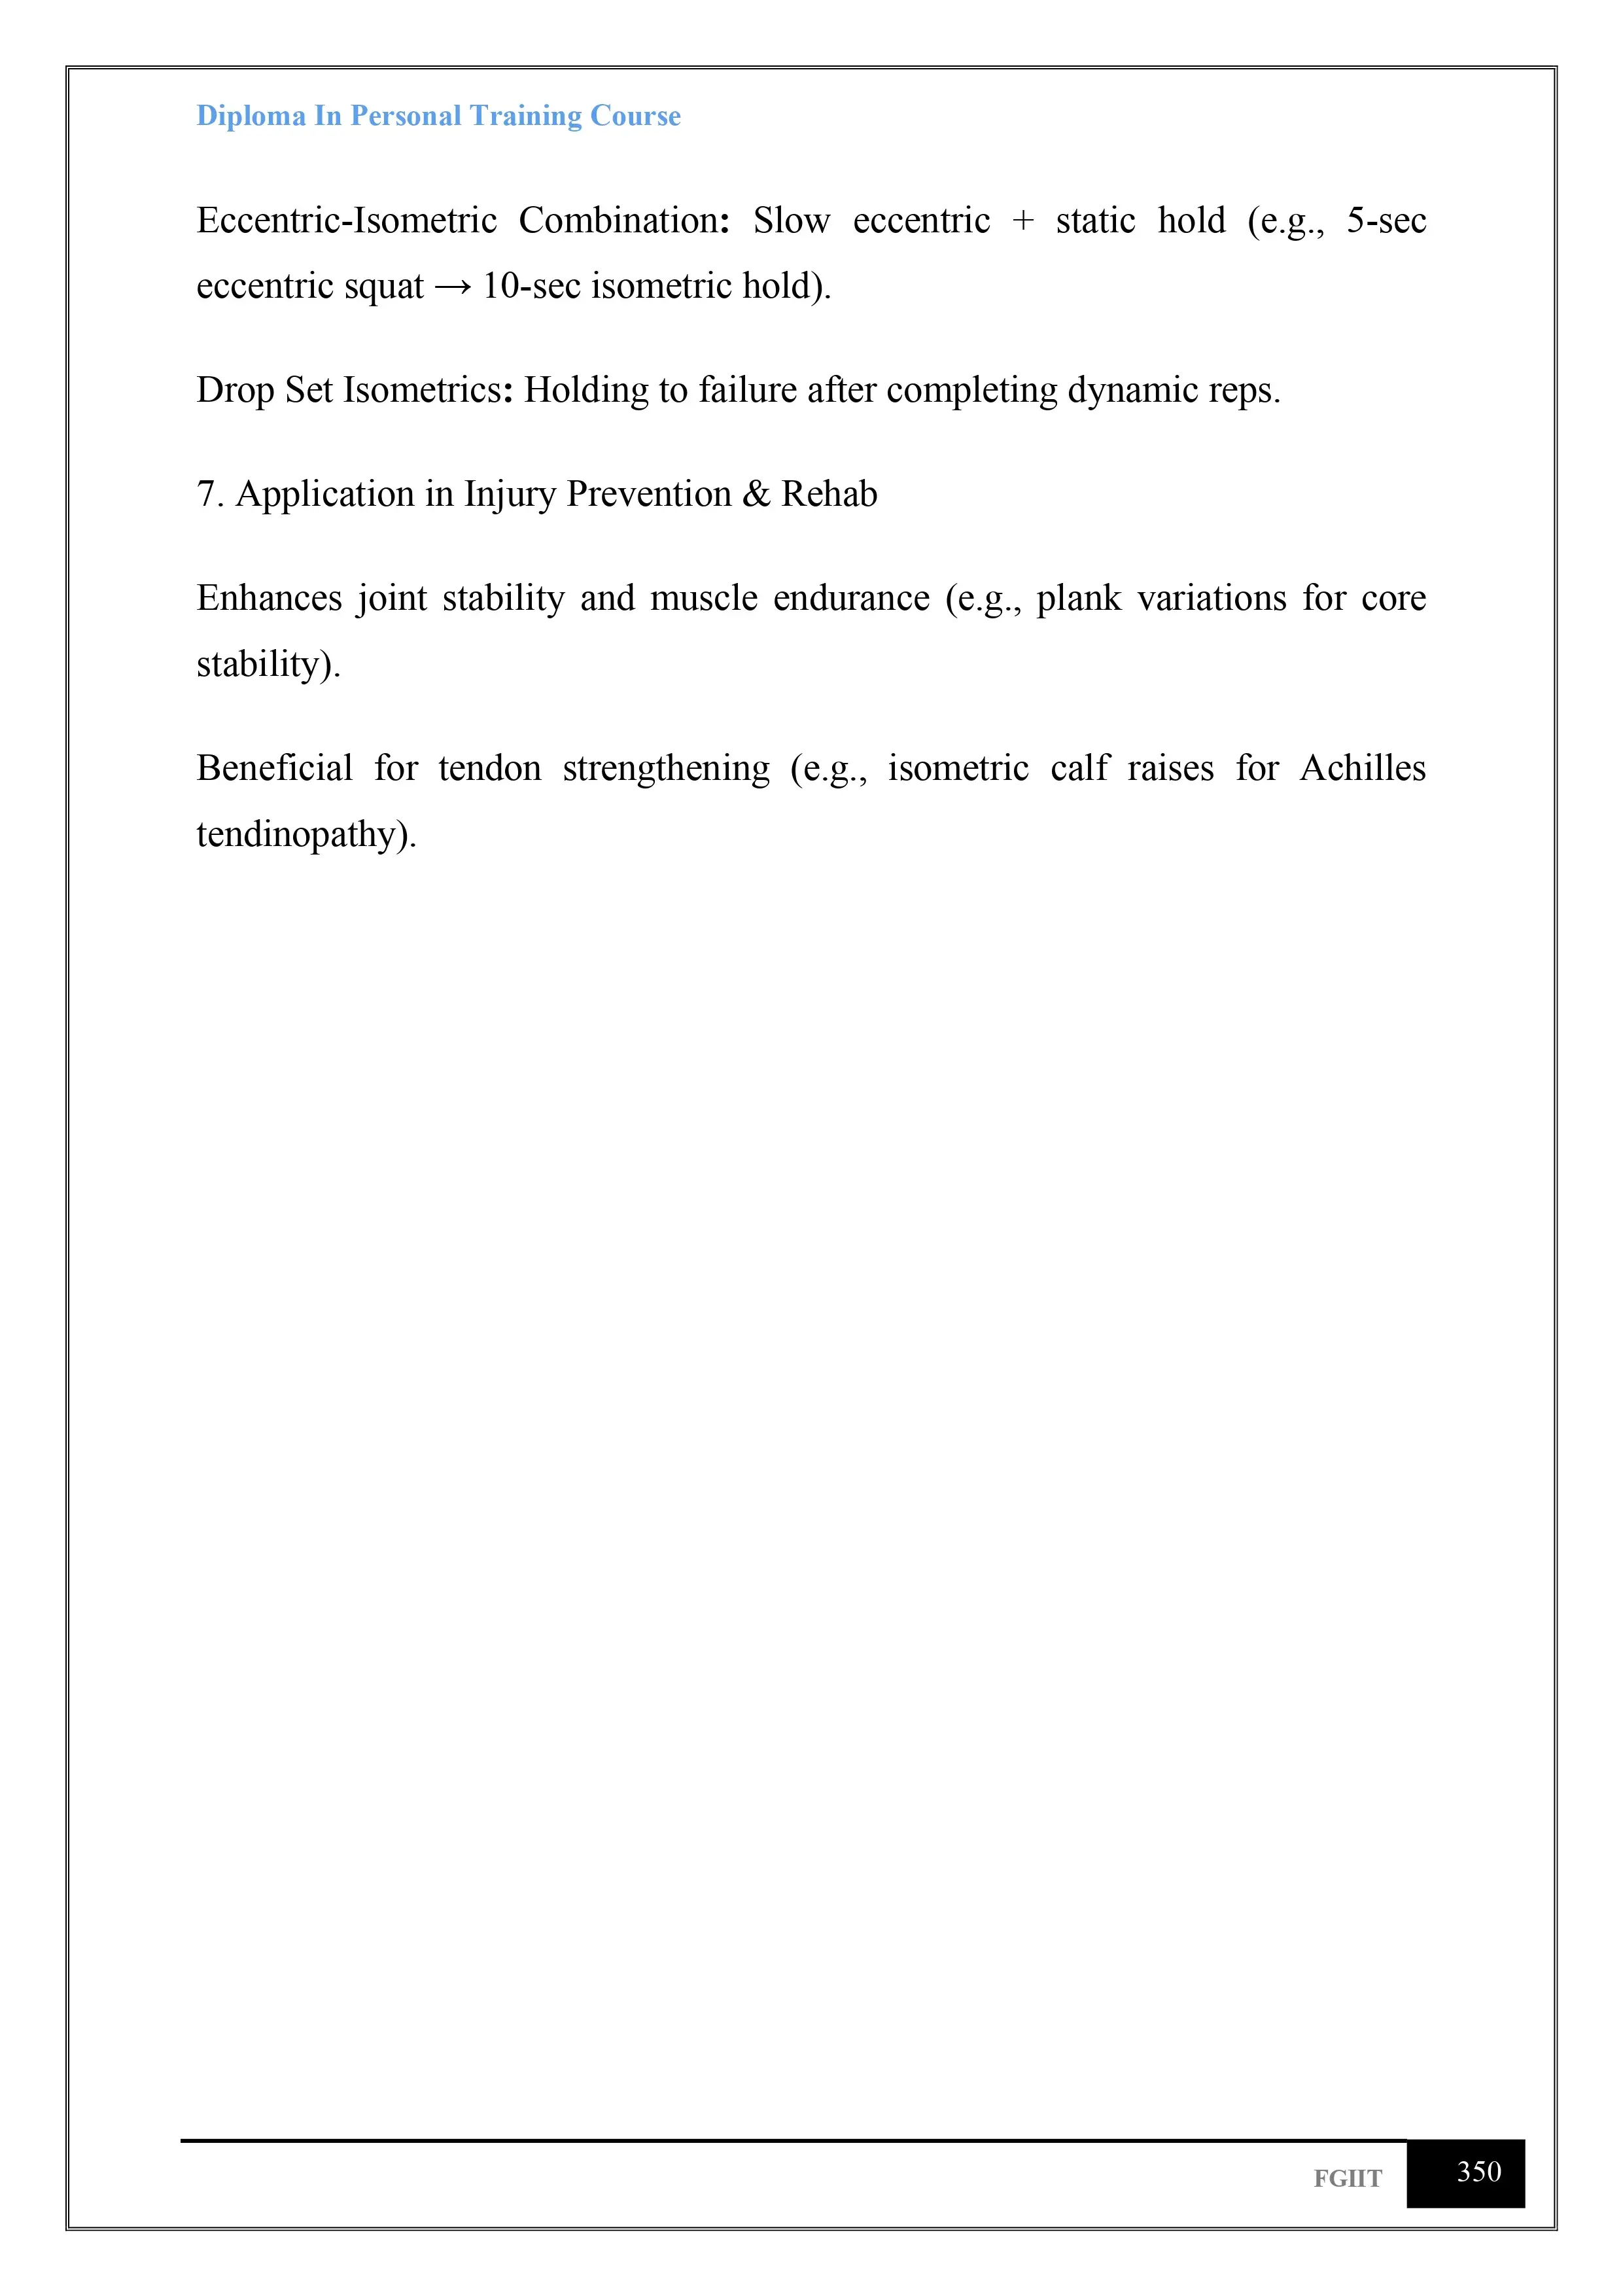 Diploma In Personal Training Course
Eccentric-Isometric Combination: Slow eccentric + static hold (e.g., 5-sec
eccentric squat → 10-sec isometric hold).
Drop Set Isometrics: Holding to failure after completing dynamic reps.
7. Application in Injury Prevention & Rehab
Enhances joint stability and muscle endurance (e.g., plank variations for core
stability).
Beneficial for tendon strengthening (e.g., isometric calf raises for Achilles
tendinopathy).
FGIIT 350